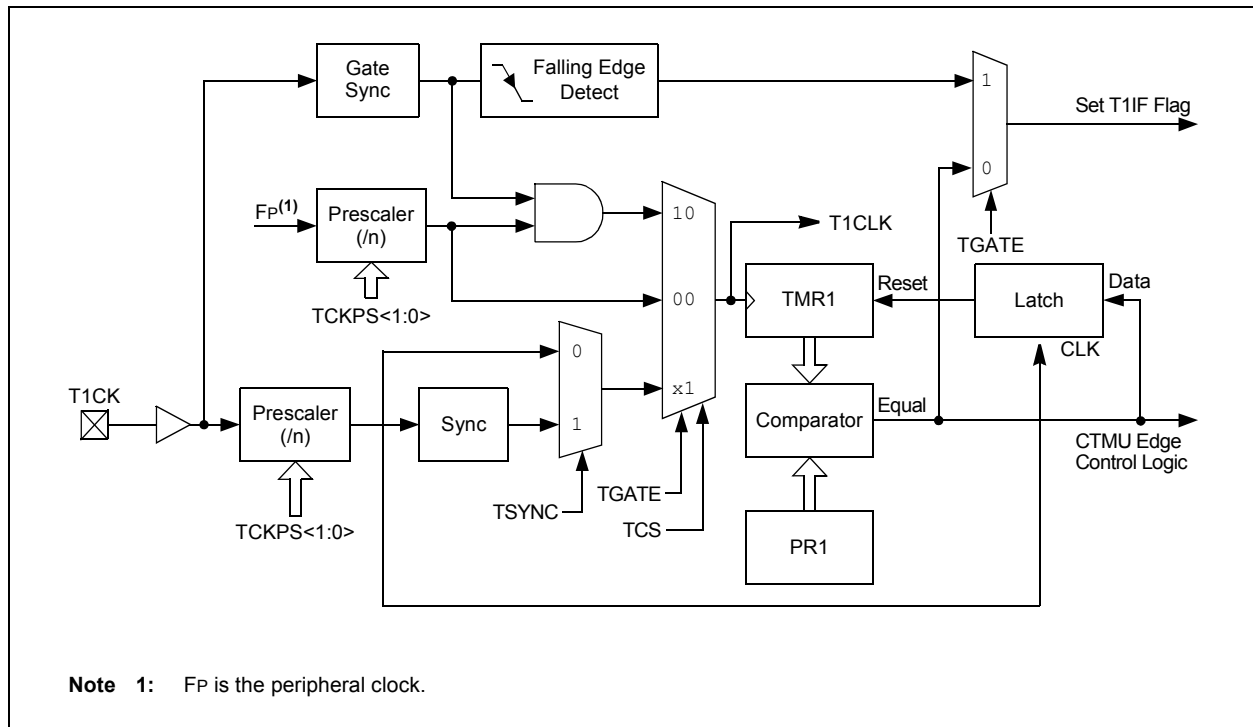 Gate
Sync
Falling Edge
Detect
1
Set T1IF Flag
0
TGATE
FP(1)
Prescaler
(/n)
TCKPS<1:0>
10
00
x1
T1CLK
TMR1
Reset
Latch
Data
CLK
T1CK
Prescaler
(/n)
TCKPS<1:0>
Sync
0
1
TSYNC
TGATE
TCS
Comparator
Equal
CTMU Edge
Control Logic
PR1
Note 1: FP is the peripheral clock.